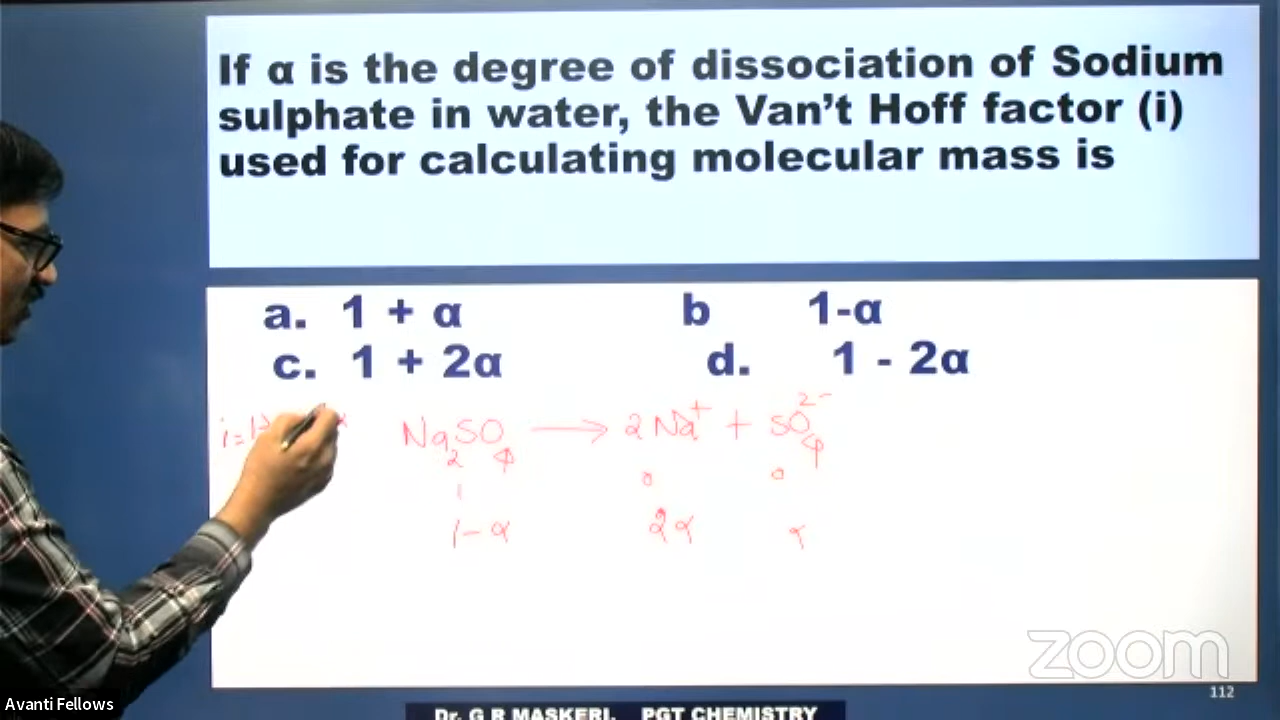 If α is the degree of dissociation of Sodium
sulphate in water, the Van’t Hoff factor (i)
used for calculating molecular mass is
a. 1 + α b 1-α
c. 1 + 2α d. 1 - 2α
Na2SO4 → 2Na+ + SO4 2-
1 0 0
1-α 2α α
zoom
112
Avanti Fellows
Dr. G R MASKERI, PGT CHEMISTRY